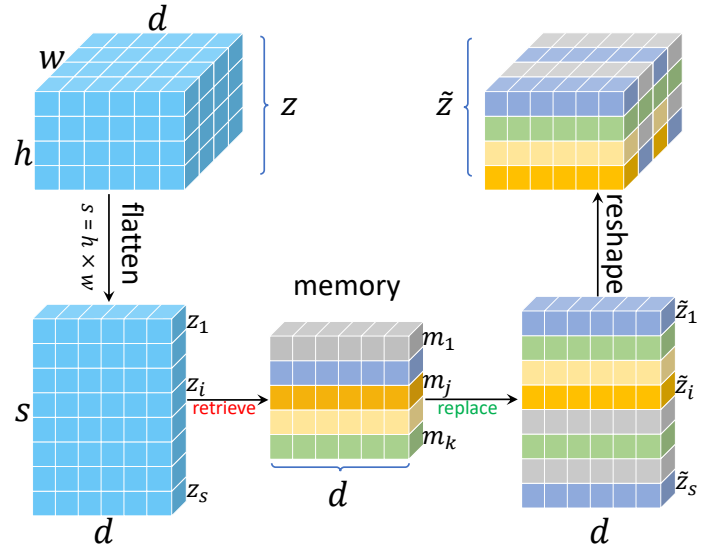 d
w
h
z
z̃
flatten
s = h × w
reshape
memory
z₁
zᵢ
zₛ
s
d
retrieve
m₁
mⱼ
mₖ
d
replace
z̃₁
z̃ᵢ
z̃ₛ
d